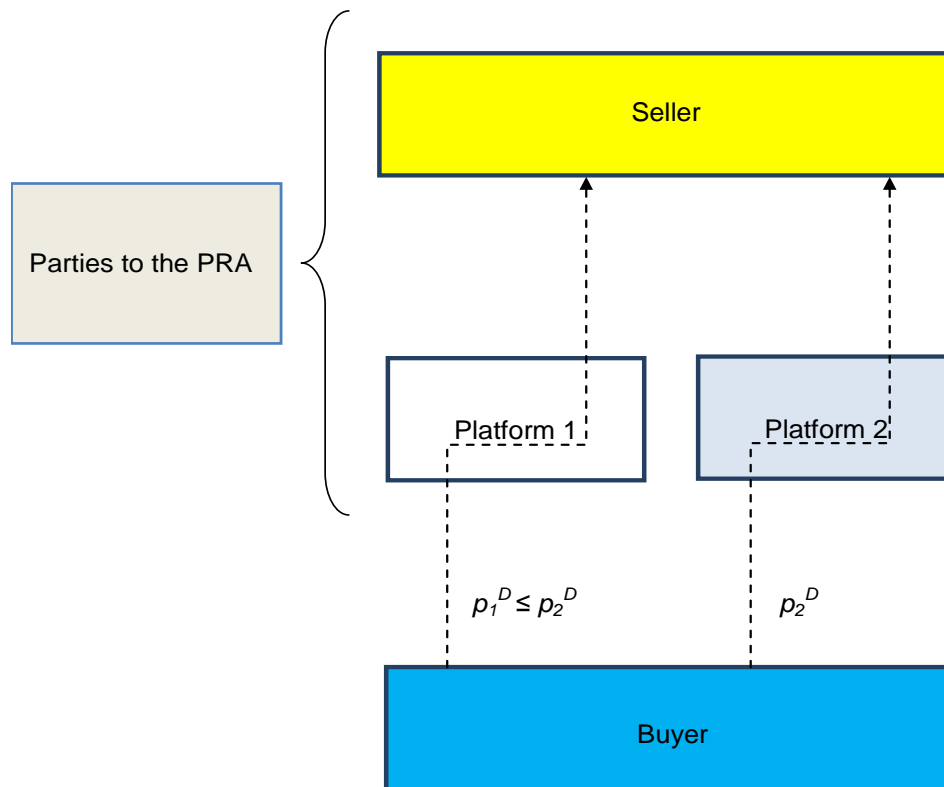 Seller
Parties to the PRA
Platform 1
Platform 2
p₁ᴰ ≤ p₂ᴰ
p₂ᴰ
Buyer